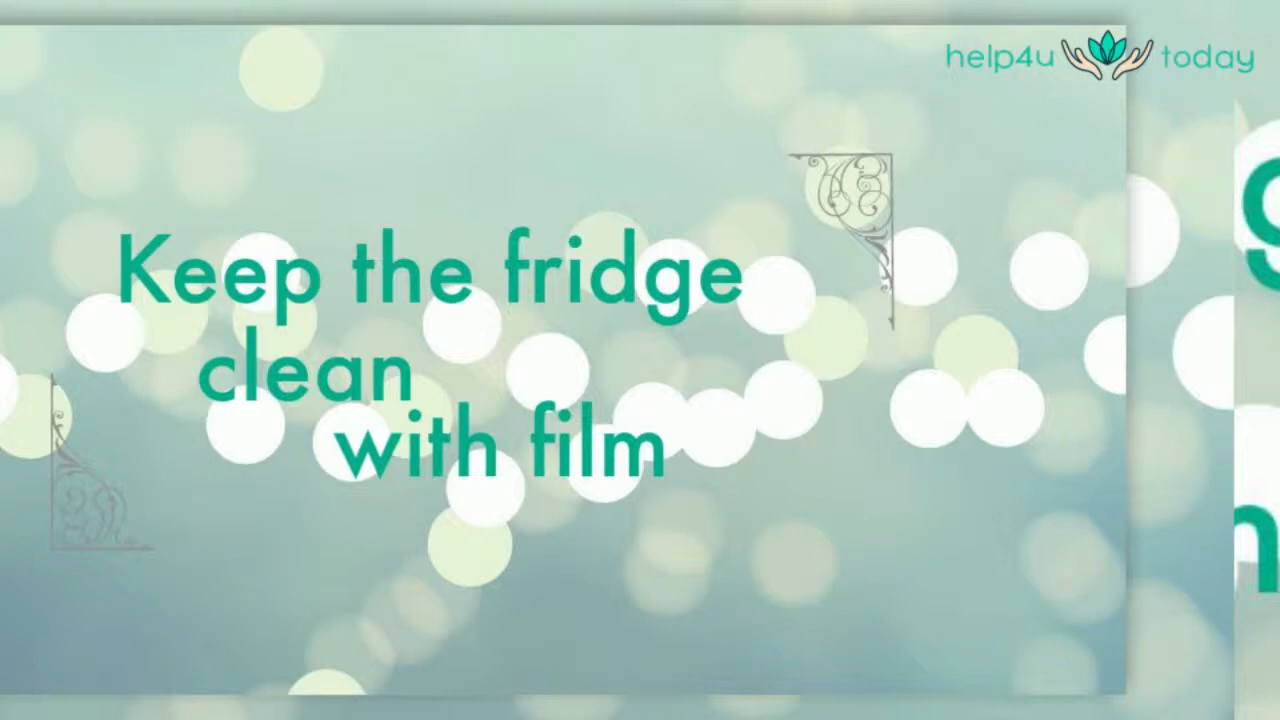 help4u today
Keep the fridge
clean
with film
g
n